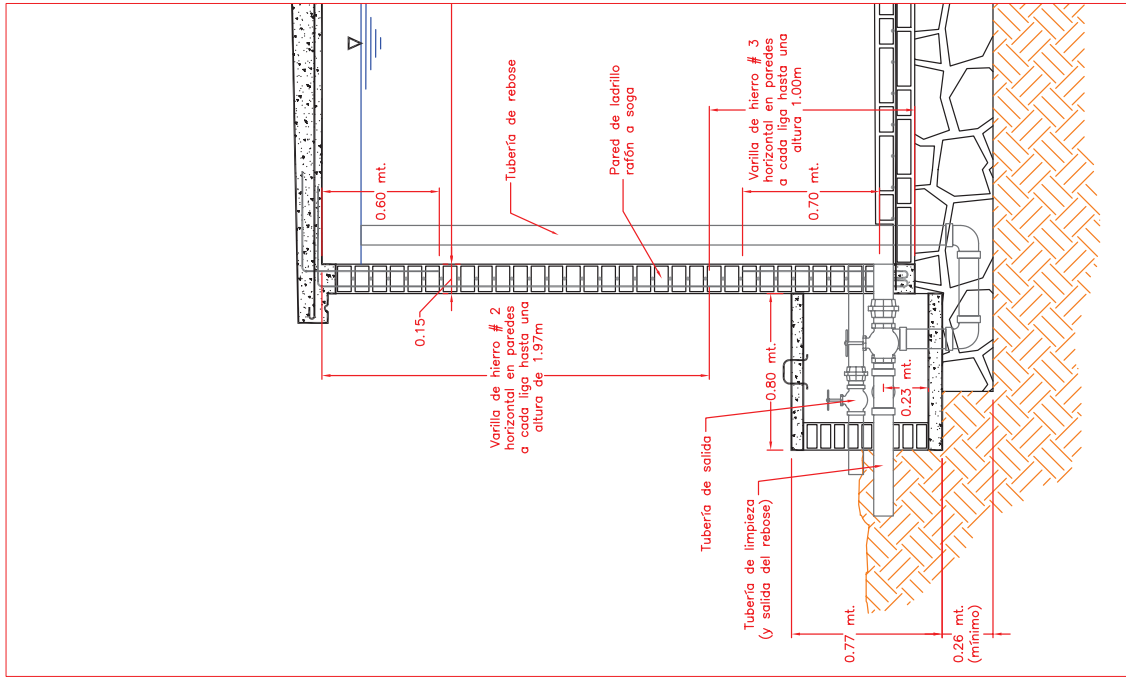 Tubería de rebose
Pared de ladrillo
rafón a soga
Varilla de hierro # 3
horizontal en paredes
a cada liga hasta una
altura 1.00m
0.60 mt.
0.70 mt.
0.15
Varilla de hierro # 2
horizontal en paredes
a cada liga hasta una
altura de 1.97m
0.80 mt.
0.23 mt.
Tubería de salida
Tubería de limpieza
(y salida del rebose)
0.77 mt.
0.26 mt.
(mínimo)